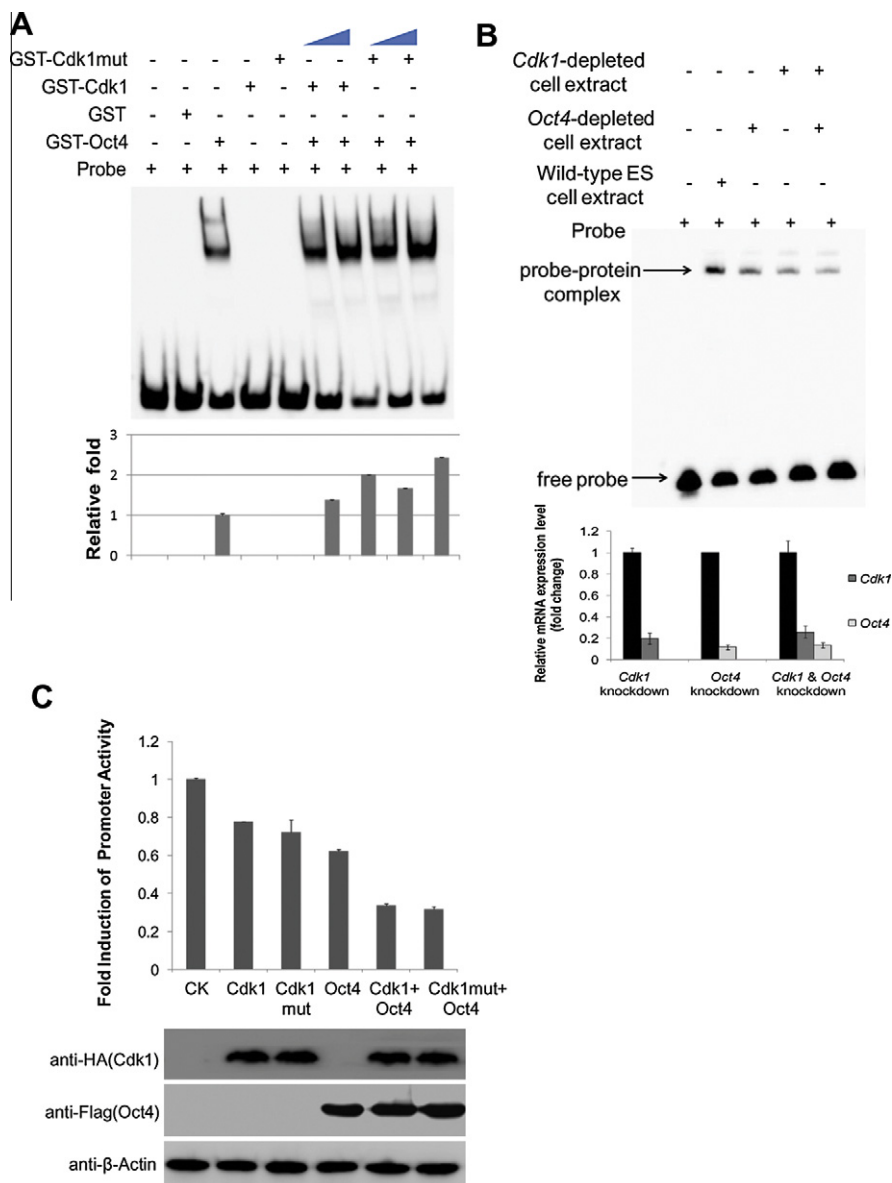 A
GST-Cdk1mut - - - - + - - + +
GST-Cdk1 - - - + - + + - -
GST - + - - - - - - -
GST-Oct4 - - + - - + + + +
Probe + + + + + + + + +
Relative fold
3
2
1
0
B
Cdk1-depleted
cell extract
- - - + +
Oct4-depleted
cell extract
- - + - +
Wild-type ES
cell extract
- + - - -
Probe + + + + +
probe-protein
complex
free probe
Relative mRNA expression level
(fold change)
1.2
1
0.8
0.6
0.4
0.2
0
Cdk1
knockdown
Oct4
knockdown
Cdk1 & Oct4
knockdown
Cdk1
Oct4
C
Fold Induction of Promoter Activity
1.2
1
0.8
0.6
0.4
0.2
0
CK
Cdk1
Cdk1
mut
Oct4
Cdk1+
Oct4
Cdk1mut+
Oct4
anti-HA(Cdk1)
anti-Flag(Oct4)
anti-β-Actin